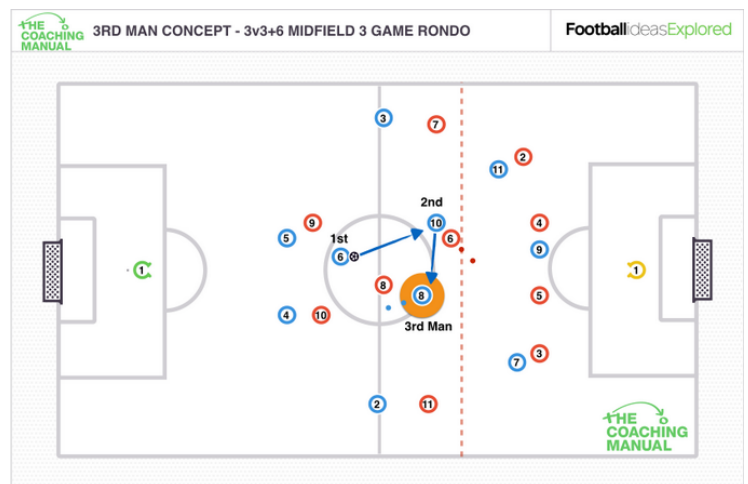 THE
COACHING
MANUAL
3RD MAN CONCEPT - 3v3+6 MIDFIELD 3 GAME RONDO
FootballIdeasExplored
3
7
2
11
9
2nd
10
4
5
1st
6
9
6
1
1
8
8
5
4
10
3rd Man
3
7
2
11
THE
COACHING
MANUAL